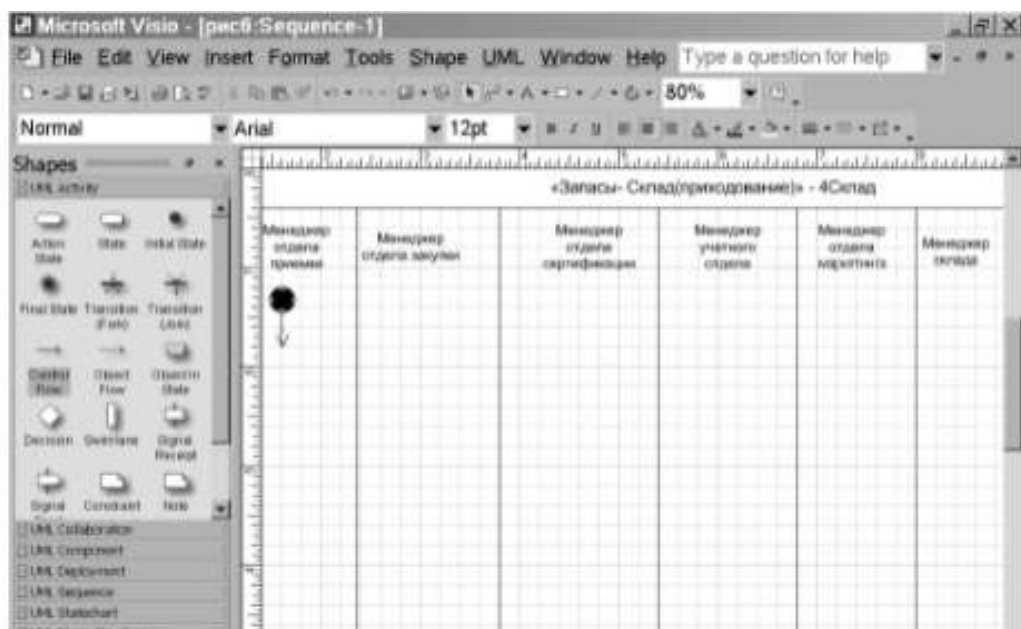 Microsoft Visio - [рис6:Sequence-1]
File Edit View Insert Format Tools Shape UML Window Help Type a question for help
80%
Normal Arial 12pt
Shapes
UML Activity
Action State
State
Initial State
Final State
Transition (Fork)
Transition (Join)
Control Flow
Object Flow
Object in State
Decision
Swimlane
Signal Receipt
Signal
Constraint
Note
UML Collaboration
UML Component
UML Deployment
UML Sequence
UML Statechart
«Запасы- Склад(приходование)» - 4Склад
Менеджер
отдела
приемки
Менеджер
отдела закупки
Менеджер
отдела
сертификации
Менеджер
учетного
отдела
Менеджер
отдела
маркетинга
Менеджер
склада